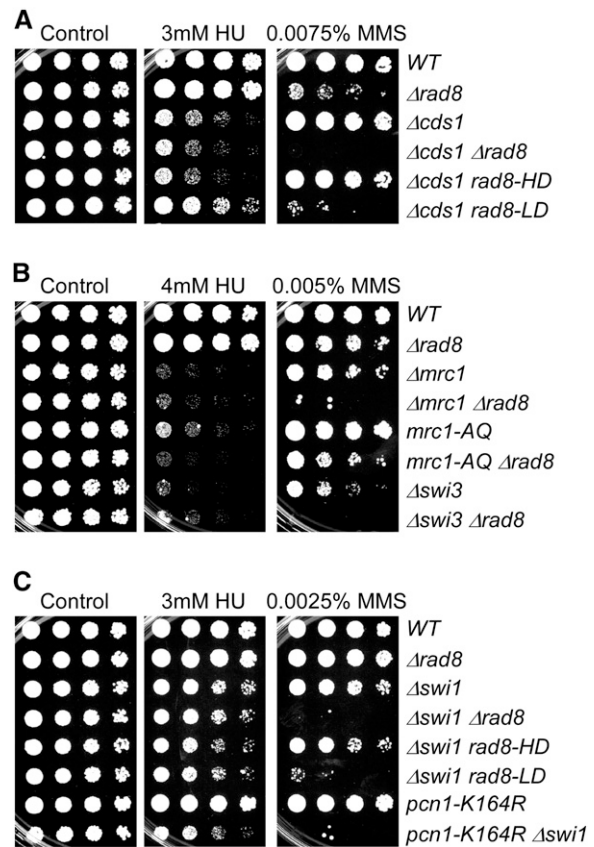 A
Control 3mM HU 0.0075% MMS
WT
Δrad8
Δcds1
Δcds1 Δrad8
Δcds1 rad8-HD
Δcds1 rad8-LD
B
Control 4mM HU 0.005% MMS
WT
Δrad8
Δmrc1
Δmrc1 Δrad8
mrc1-AQ
mrc1-AQ Δrad8
Δswi3
Δswi3 Δrad8
C
Control 3mM HU 0.0025% MMS
WT
Δrad8
Δswi1
Δswi1 Δrad8
Δswi1 rad8-HD
Δswi1 rad8-LD
pcn1-K164R
pcn1-K164R Δswi1